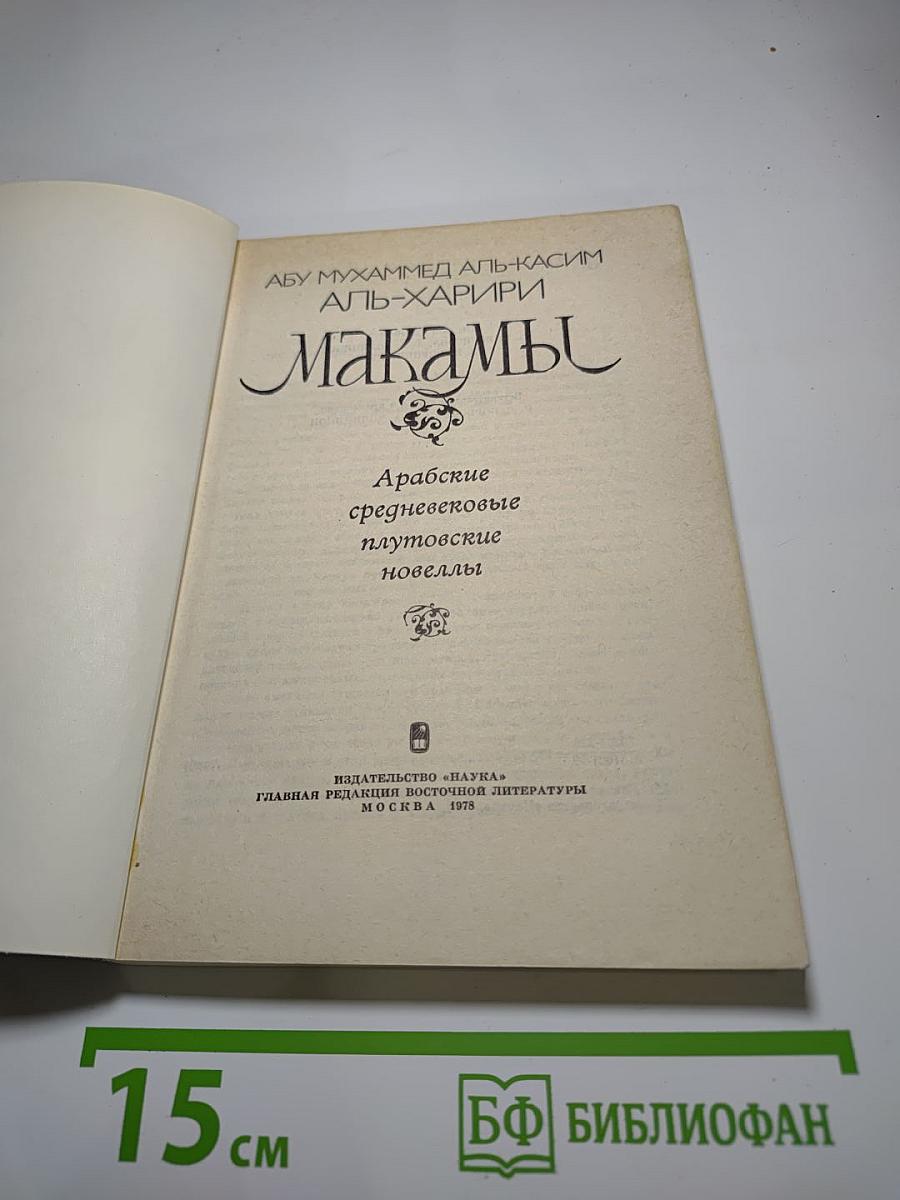 АБУ МУХАММЕД АЛЬ-КАСИМ
АЛЬ-ХАРИРИ
МАКАМЫ
Арабские
средневековые
плутовские
новеллы
ИЗДАТЕЛЬСТВО «НАУКА»
ГЛАВНАЯ РЕДАКЦИЯ ВОСТОЧНОЙ ЛИТЕРАТУРЫ
МОСКВА 1978
15 см
БФ БИБЛИОФАН